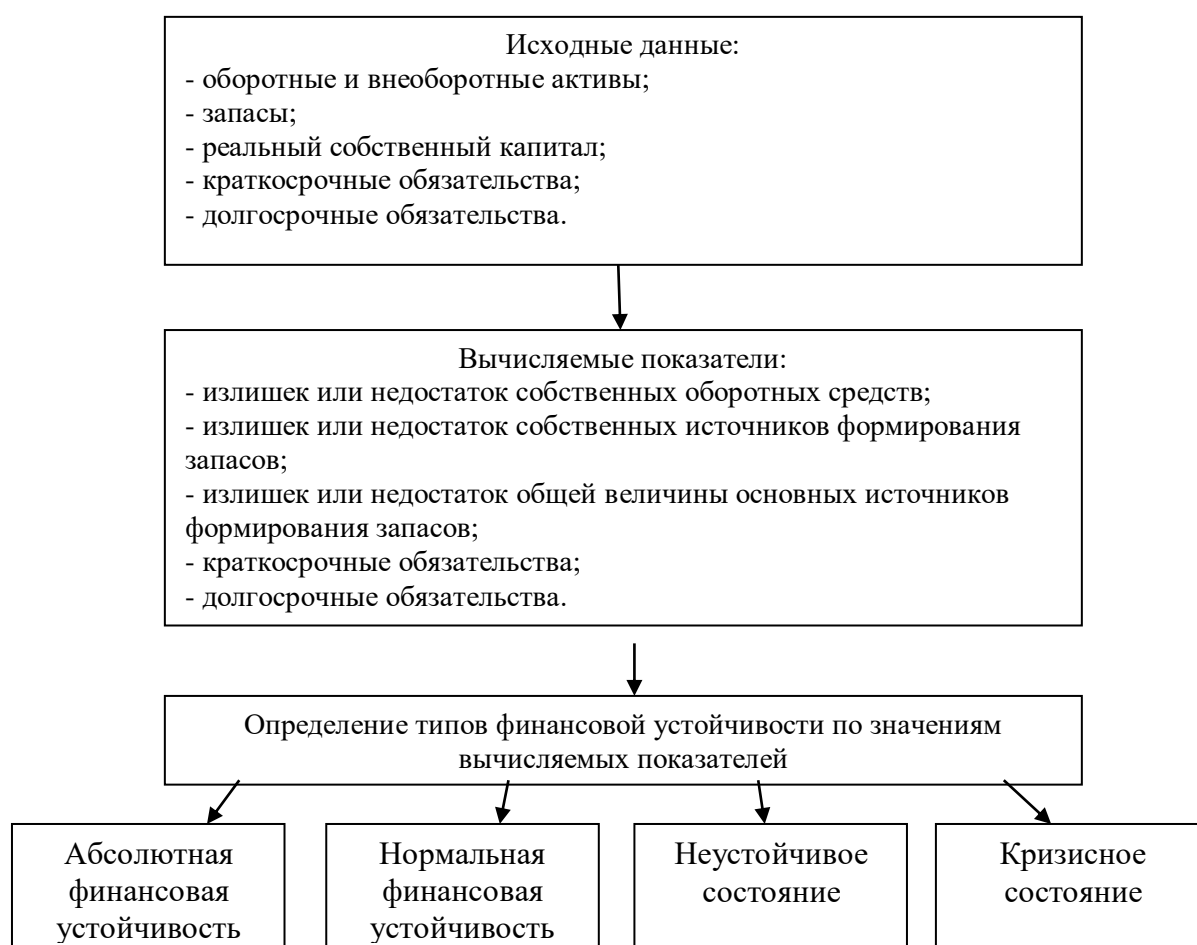 Исходные данные:
- оборотные и внеоборотные активы;
- запасы;
- реальный собственный капитал;
- краткосрочные обязательства;
- долгосрочные обязательства.
Вычисляемые показатели:
- излишек или недостаток собственных оборотных средств;
- излишек или недостаток собственных источников формирования
запасов;
- излишек или недостаток общей величины основных источников
формирования запасов;
- краткосрочные обязательства;
- долгосрочные обязательства.
Определение типов финансовой устойчивости по значениям
вычисляемых показателей
Абсолютная
финансовая
устойчивость
Нормальная
финансовая
устойчивость
Неустойчивое
состояние
Кризисное
состояние